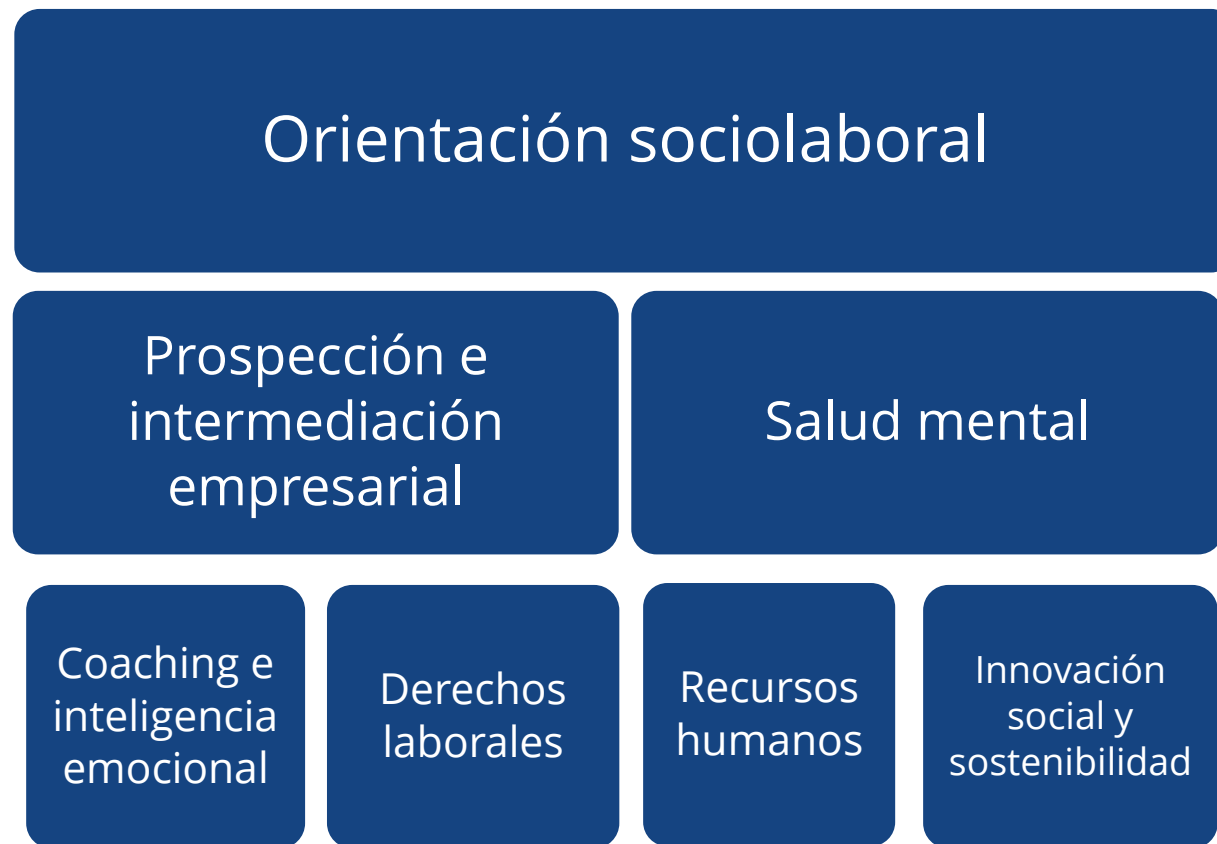 Orientación sociolaboral
Prospección e
intermediación
empresarial
Salud mental
Coaching e
inteligencia
emocional
Derechos
laborales
Recursos
humanos
Innovación
social y
sostenibilidad